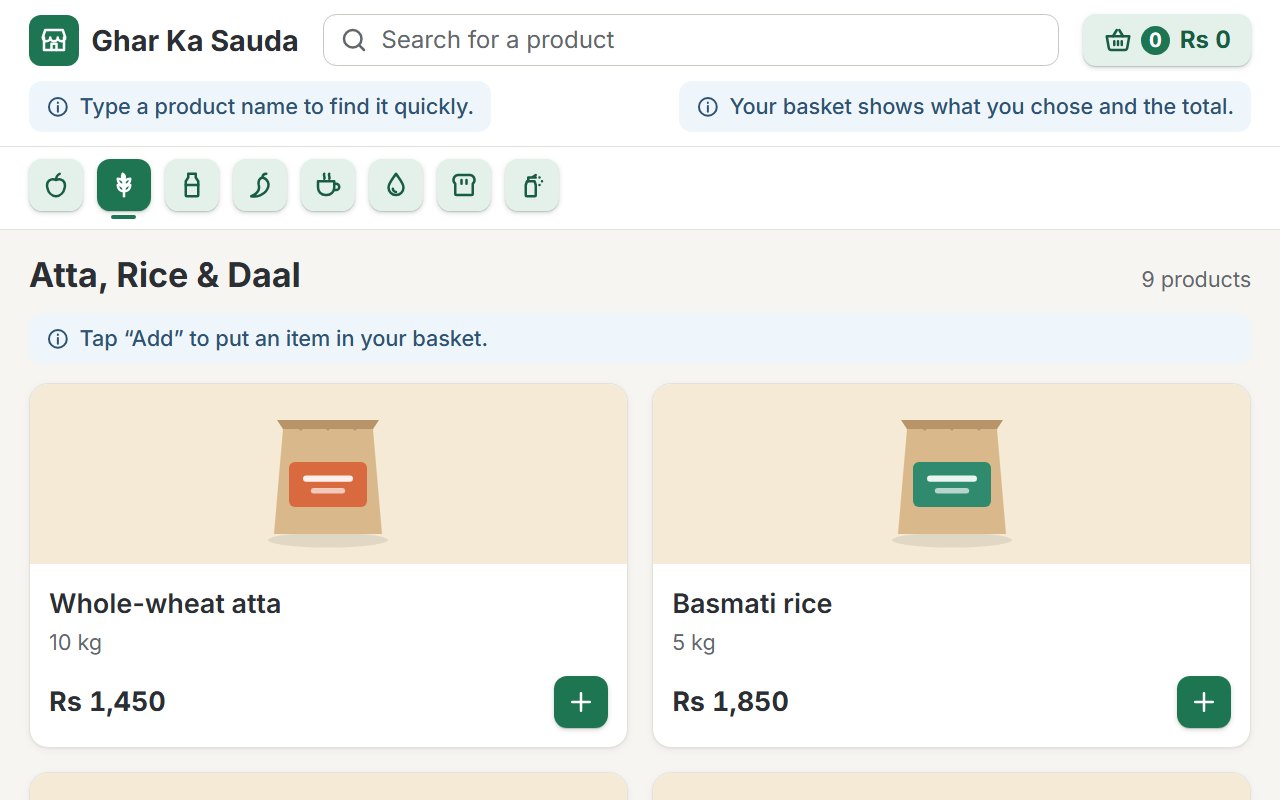 Ghar Ka Sauda
Search for a product
0 Rs 0
Type a product name to find it quickly.
Your basket shows what you chose and the total.
Atta, Rice & Daal
9 products
Tap “Add” to put an item in your basket.
Whole-wheat atta
10 kg
Rs 1,450
Basmati rice
5 kg
Rs 1,850